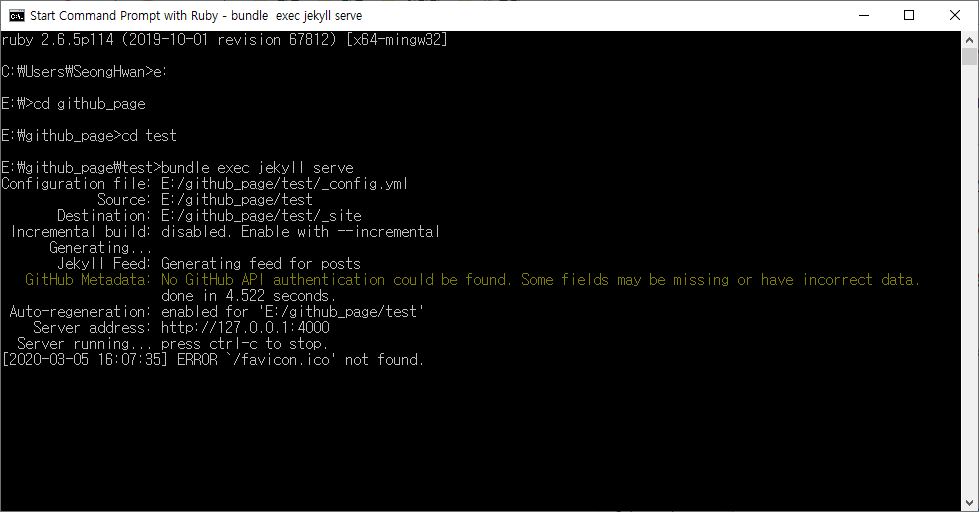 Start Command Prompt with Ruby - bundle  exec jekyll serve
ruby 2.6.5p114 (2019-10-01 revision 67812) [x64-mingw32]
C:₩Users₩SeongHwan>e:
E:₩>cd github_page
E:₩github_page>cd test
E:₩github_page₩test>bundle exec jekyll serve
Configuration file: E:/github_page/test/_config.yml
Source: E:/github_page/test
Destination: E:/github_page/test/_site
Incremental build: disabled. Enable with --incremental
Generating...
Jekyll Feed: Generating feed for posts
GitHub Metadata: No GitHub API authentication could be found. Some fields may be missing or have incorrect data.
done in 4.522 seconds.
Auto-regeneration: enabled for 'E:/github_page/test'
Server address: http://127.0.0.1:4000
Server running... press ctrl-c to stop.
[2020-03-05 16:07:35] ERROR `/favicon.ico' not found.